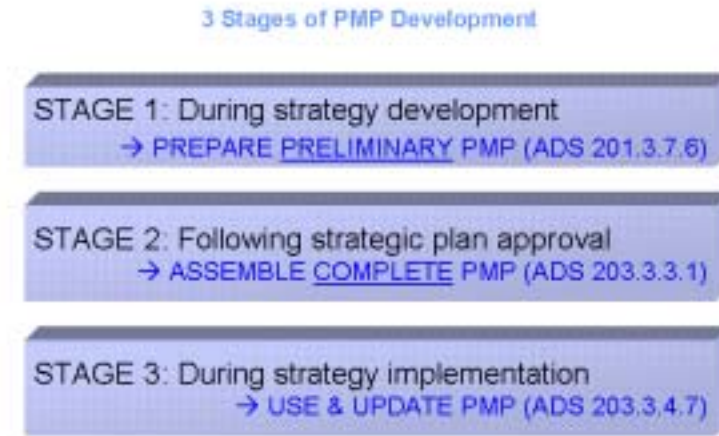 3 Stages of PMP Development
STAGE 1: During strategy development
→ PREPARE PRELIMINARY PMP (ADS 201.3.7.6)
STAGE 2: Following strategic plan approval
→ ASSEMBLE COMPLETE PMP (ADS 203.3.3.1)
STAGE 3: During strategy implementation
→ USE & UPDATE PMP (ADS 203.3.4.7)